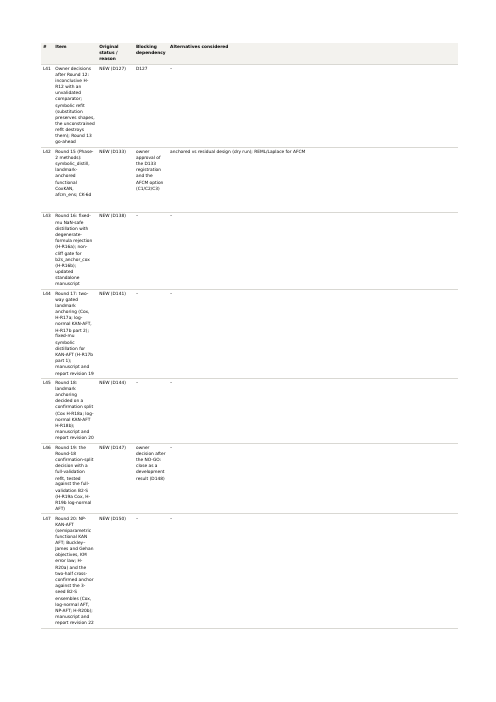 # Item Original Blocking Alternatives considered
status / dependency
reason
L41 Owner decisions NEW (D127) D127 –
after Round 12:
inconclusive H-
R12 with an
unvalidated
comparator;
symbolic refit
(substitution
preserves shapes,
the unconstrained
refit destroys
them); Round 13
go-ahead
L42 Round 15 (Phase- NEW (D133) owner anchored vs residual design (dry run); REML/Laplace for AFCM
2 methods): approval of
symbolic_distill, the D133
landmark- registration
anchored and the
functional AFCM option
CoxKAN, (C1/C2/C3)
afcm_ens; CK-6d
L43 Round 16: fixed- NEW (D138) – –
mu NaN-safe
distillation with
degenerate-
formula rejection
(H-R16a); non-
cliff gate for
b2s_anchor_cox
(H-R16b);
updated
standalone
manuscript
L44 Round 17: two- NEW (D141) – –
way gated
landmark
anchoring (Cox,
H-R17a; log-
normal KAN-AFT,
H-R17b part 2);
fixed-mu
symbolic
distillation for
KAN-AFT (H-R17b
part 1);
manuscript and
report revision 19
L45 Round 18: NEW (D144) – –
landmark
anchoring
decided on a
confirmation split
(Cox H-R18a; log-
normal KAN-AFT
H-R18b);
manuscript and
report revision 20
L46 Round 19: the NEW (D147) owner –
Round-18 decision after
confirmation-split the NO-GO:
decision with a close as a
full-validation development
refit, tested result (D148)
against the full-
validation B2-S
(H-R19a Cox, H-
R19b log-normal
AFT)
L47 Round 20: NP- NEW (D150) – –
KAN-AFT
(semiparametric
functional KAN
AFT; Buckley-
James and Gehan
objectives, KM
error law; H-
R20a) and the
two-half cross-
confirmed anchor
against the 3-
seed B2-S
ensembles (Cox,
log-normal AFT,
NP-AFT; H-R20b);
manuscript and
report revision 22